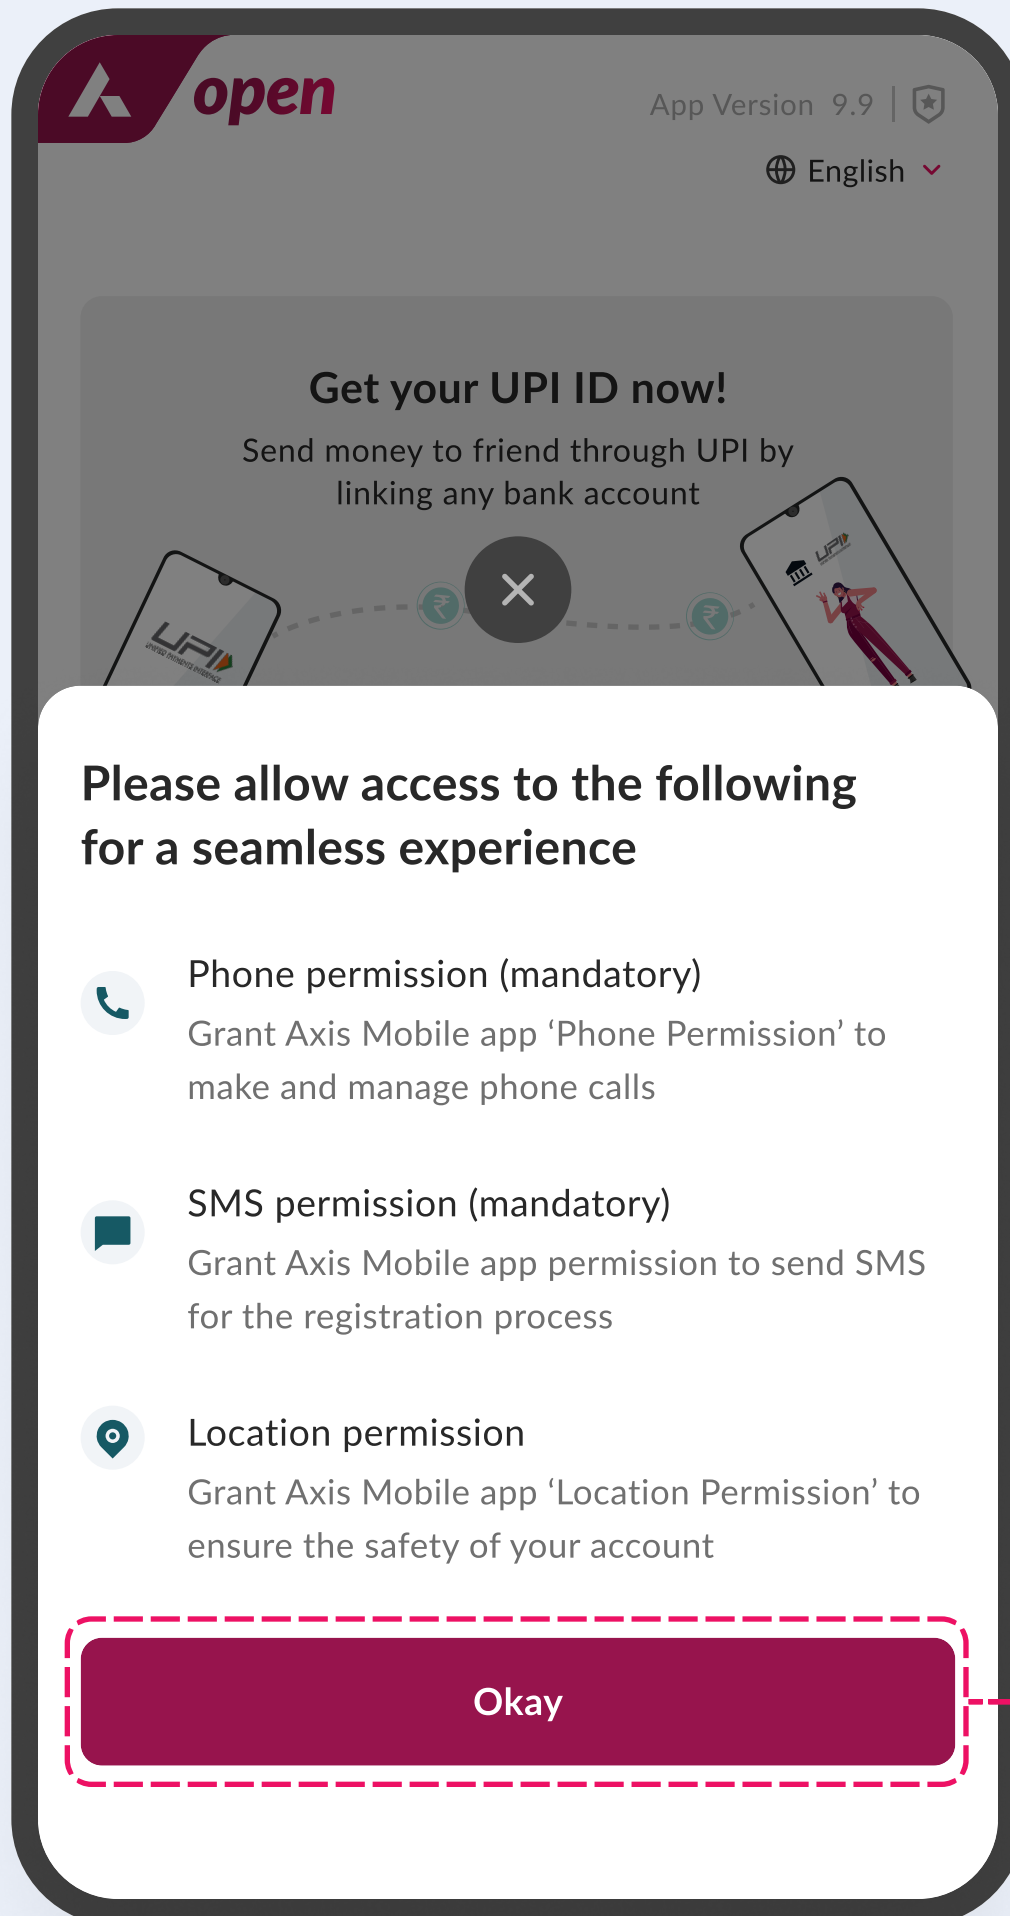 open
App Version 9.9
English
Get your UPI ID now!
Send money to friend through UPI by
linking any bank account
UPI
UPI
UNIFIED PAYMENTS INTERFACE
Please allow access to the following
for a seamless experience
Phone permission (mandatory)
Grant Axis Mobile app ‘Phone Permission’ to
make and manage phone calls
SMS permission (mandatory)
Grant Axis Mobile app permission to send SMS
for the registration process
Location permission
Grant Axis Mobile app ‘Location Permission’ to
ensure the safety of your account
Okay